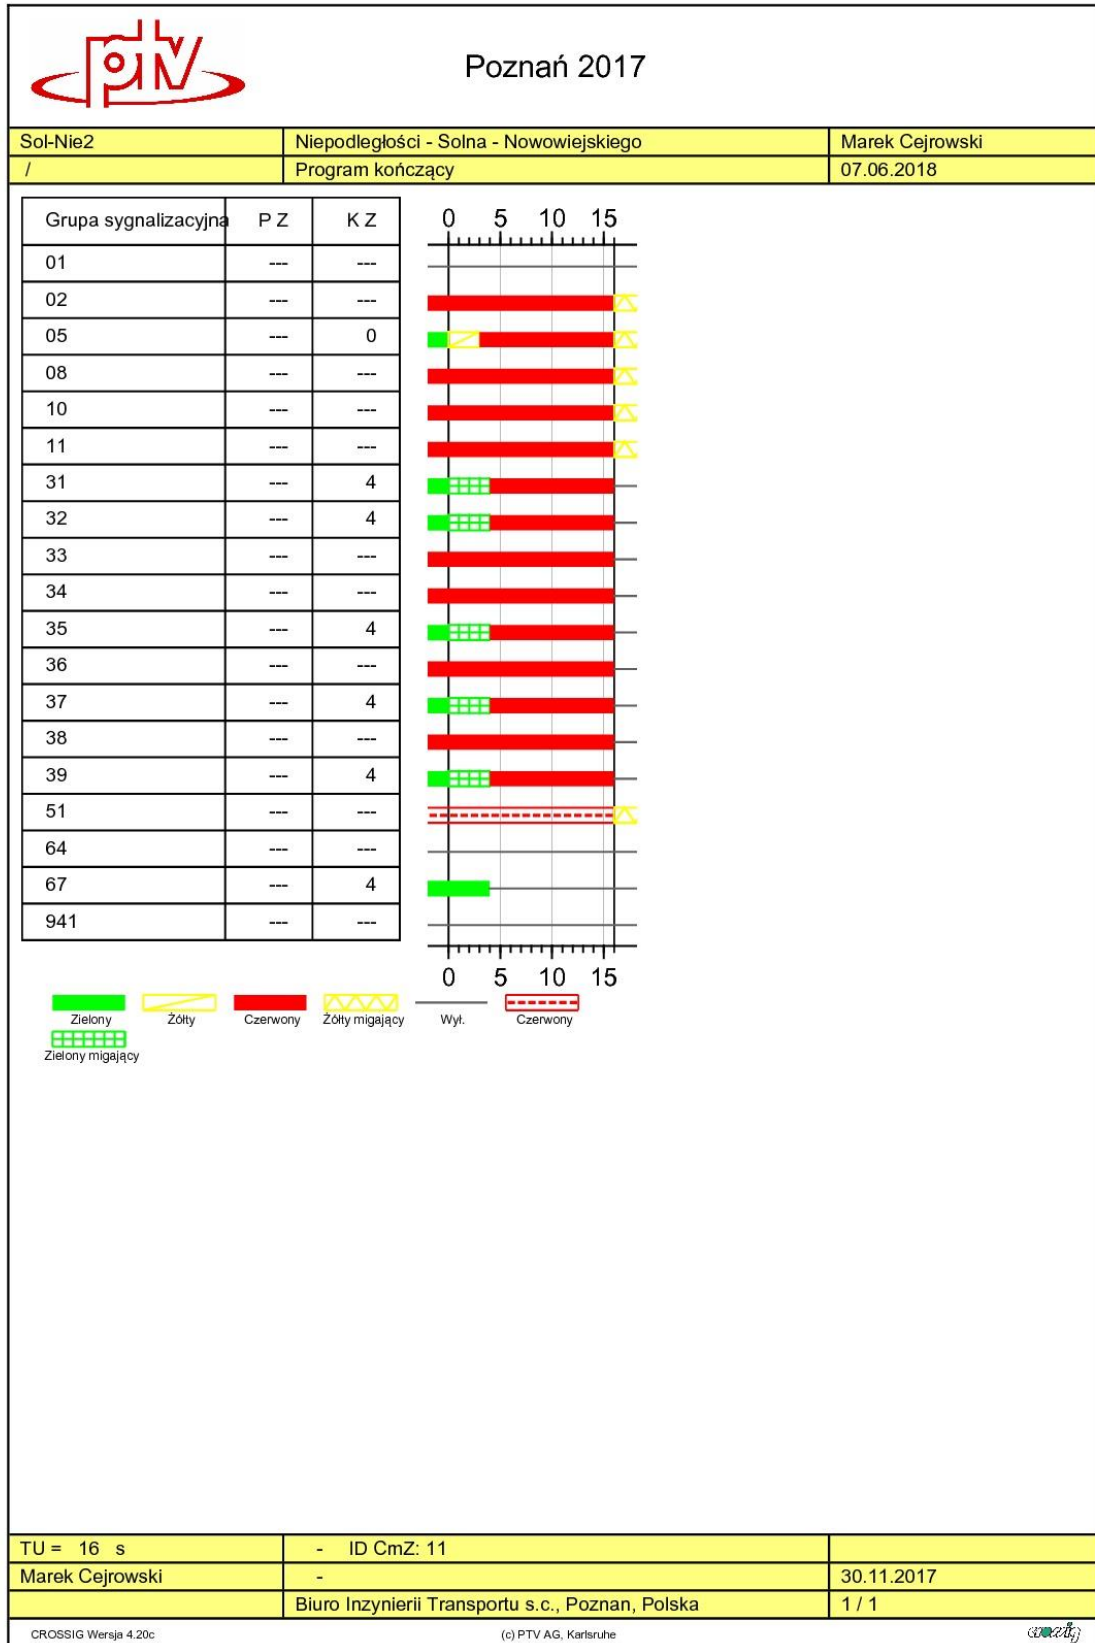 ptv
Poznań 2017
Sol-Nie2 Niepodległości - Solna - Nowowiejskiego Marek Cejrowski
/ Program kończący 07.06.2018
Grupa sygnalizacyjna P Z K Z 0 5 10 15
01 --- ---
02 --- ---
05 --- 0
08 --- ---
10 --- ---
11 --- ---
31 --- 4
32 --- 4
33 --- ---
34 --- ---
35 --- 4
36 --- ---
37 --- 4
38 --- ---
39 --- 4
51 --- ---
64 --- ---
67 --- 4
941 --- ---
0 5 10 15
Zielony Żółty Czerwony Żółty migający Wył. Czerwony
Zielony migający
TU = 16 s - ID CmZ: 11
Marek Cejrowski - 30.11.2017
Biuro Inzynierii Transportu s.c., Poznan, Polska 1 / 1
CROSSIG Wersja 4.20c (c) PTV AG, Karlsruhe crossig